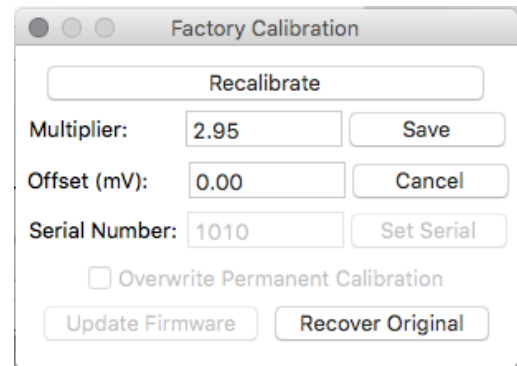 Factory Calibration
Recalibrate
Multiplier: 2.95 Save
Offset (mV): 0.00 Cancel
Serial Number: 1010 Set Serial
Overwrite Permanent Calibration
Update Firmware Recover Original